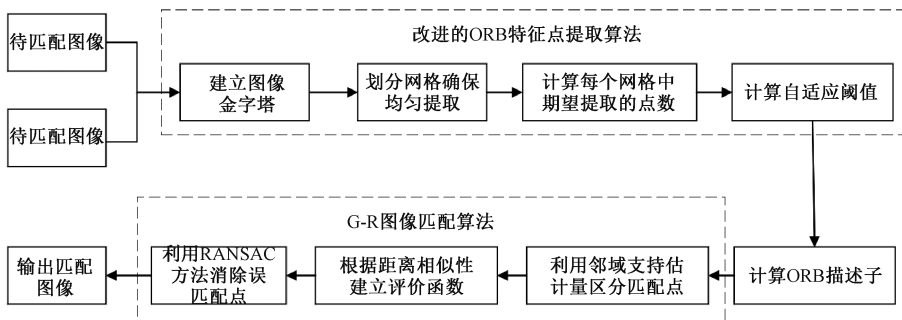 待匹配图像
待匹配图像
改进的ORB特征点提取算法
建立图像
金字塔
划分网格确保
均匀提取
计算每个网格中
期望提取的点数
计算自适应阈值
G-R图像匹配算法
输出匹配
图像
利用RANSAC
方法消除误
匹配点
根据距离相似性
建立评价函数
利用邻域支持估
计量区分匹配点
计算ORB描述子